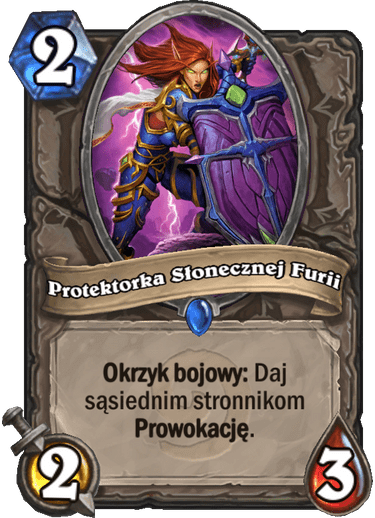 2
Protektorka Słonecznej Furii
Okrzyk bojowy: Daj
sąsiednim stronnikom
Prowokację.
2
3